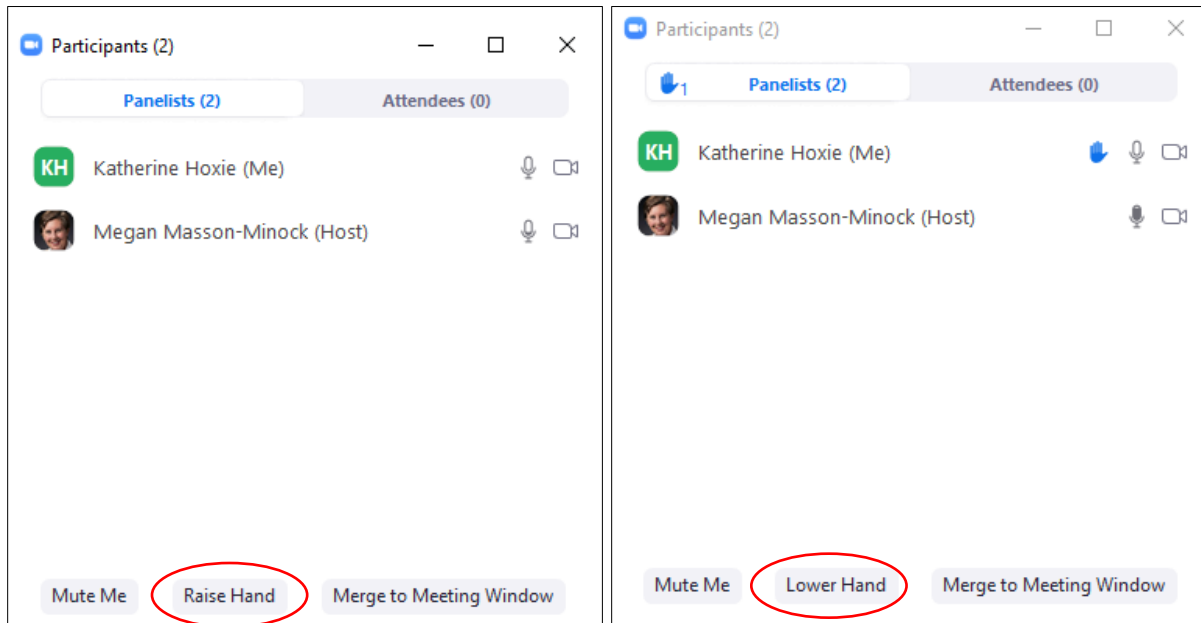 Participants (2)
Panelists (2) Attendees (0)
KH Katherine Hoxie (Me)
Megan Masson-Minock (Host)
Mute Me Raise Hand Merge to Meeting Window
Participants (2)
1 Panelists (2) Attendees (0)
KH Katherine Hoxie (Me)
Megan Masson-Minock (Host)
Mute Me Lower Hand Merge to Meeting Window